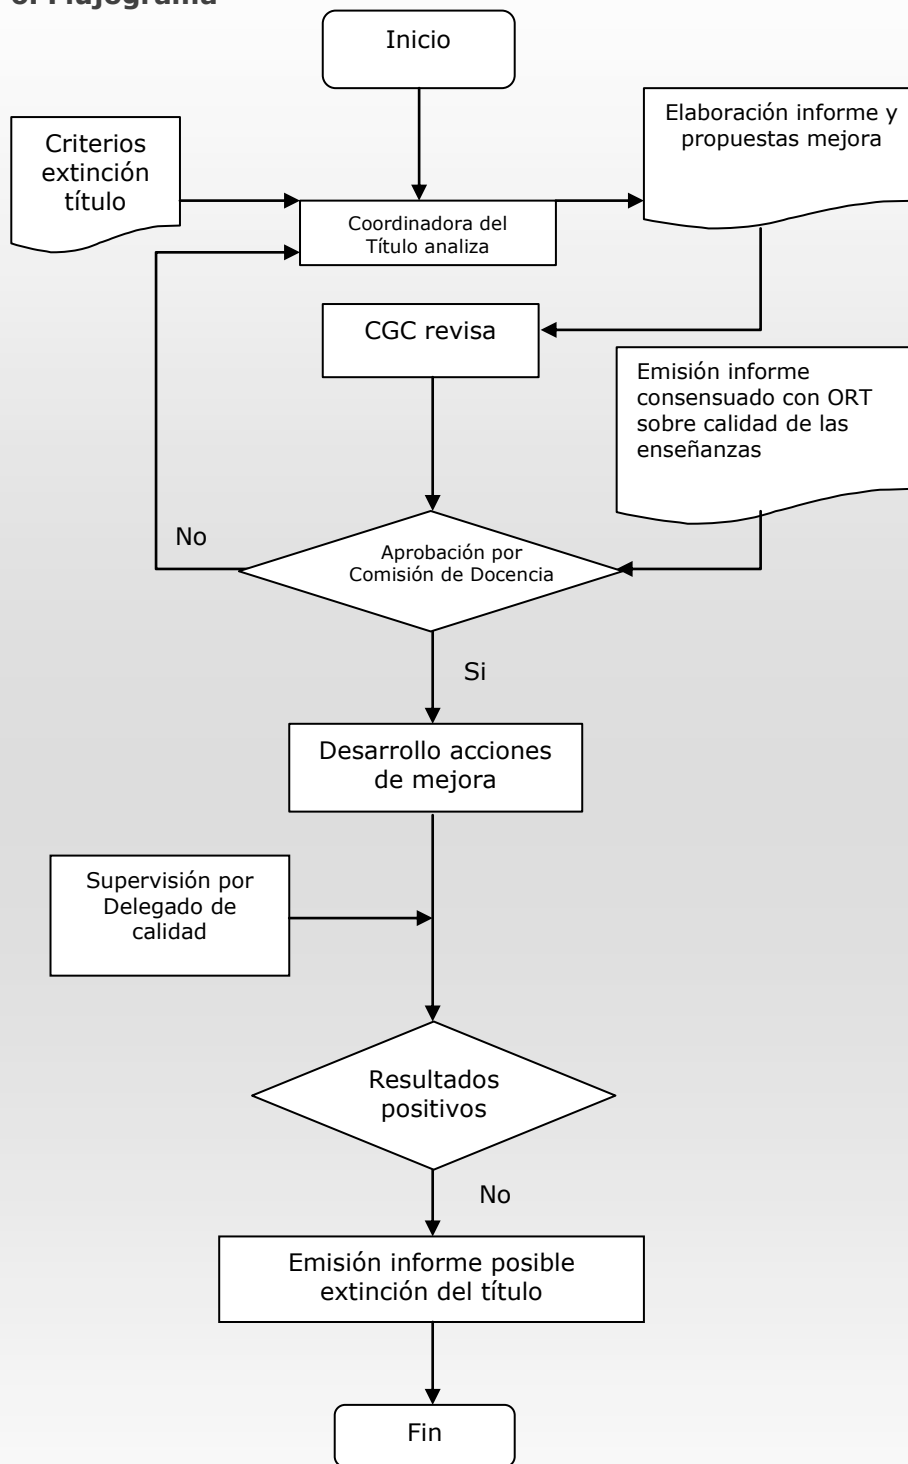 6. Flujograma
Inicio
Elaboración informe y
propuestas mejora
Criterios
extinción
título
Coordinadora del
Título analiza
CGC revisa
Emisión informe
consensuado con ORT
sobre calidad de las
enseñanzas
No
Aprobación por
Comisión de Docencia
Si
Desarrollo acciones
de mejora
Supervisión por
Delegado de
calidad
Resultados
positivos
No
Emisión informe posible
extinción del título
Fin